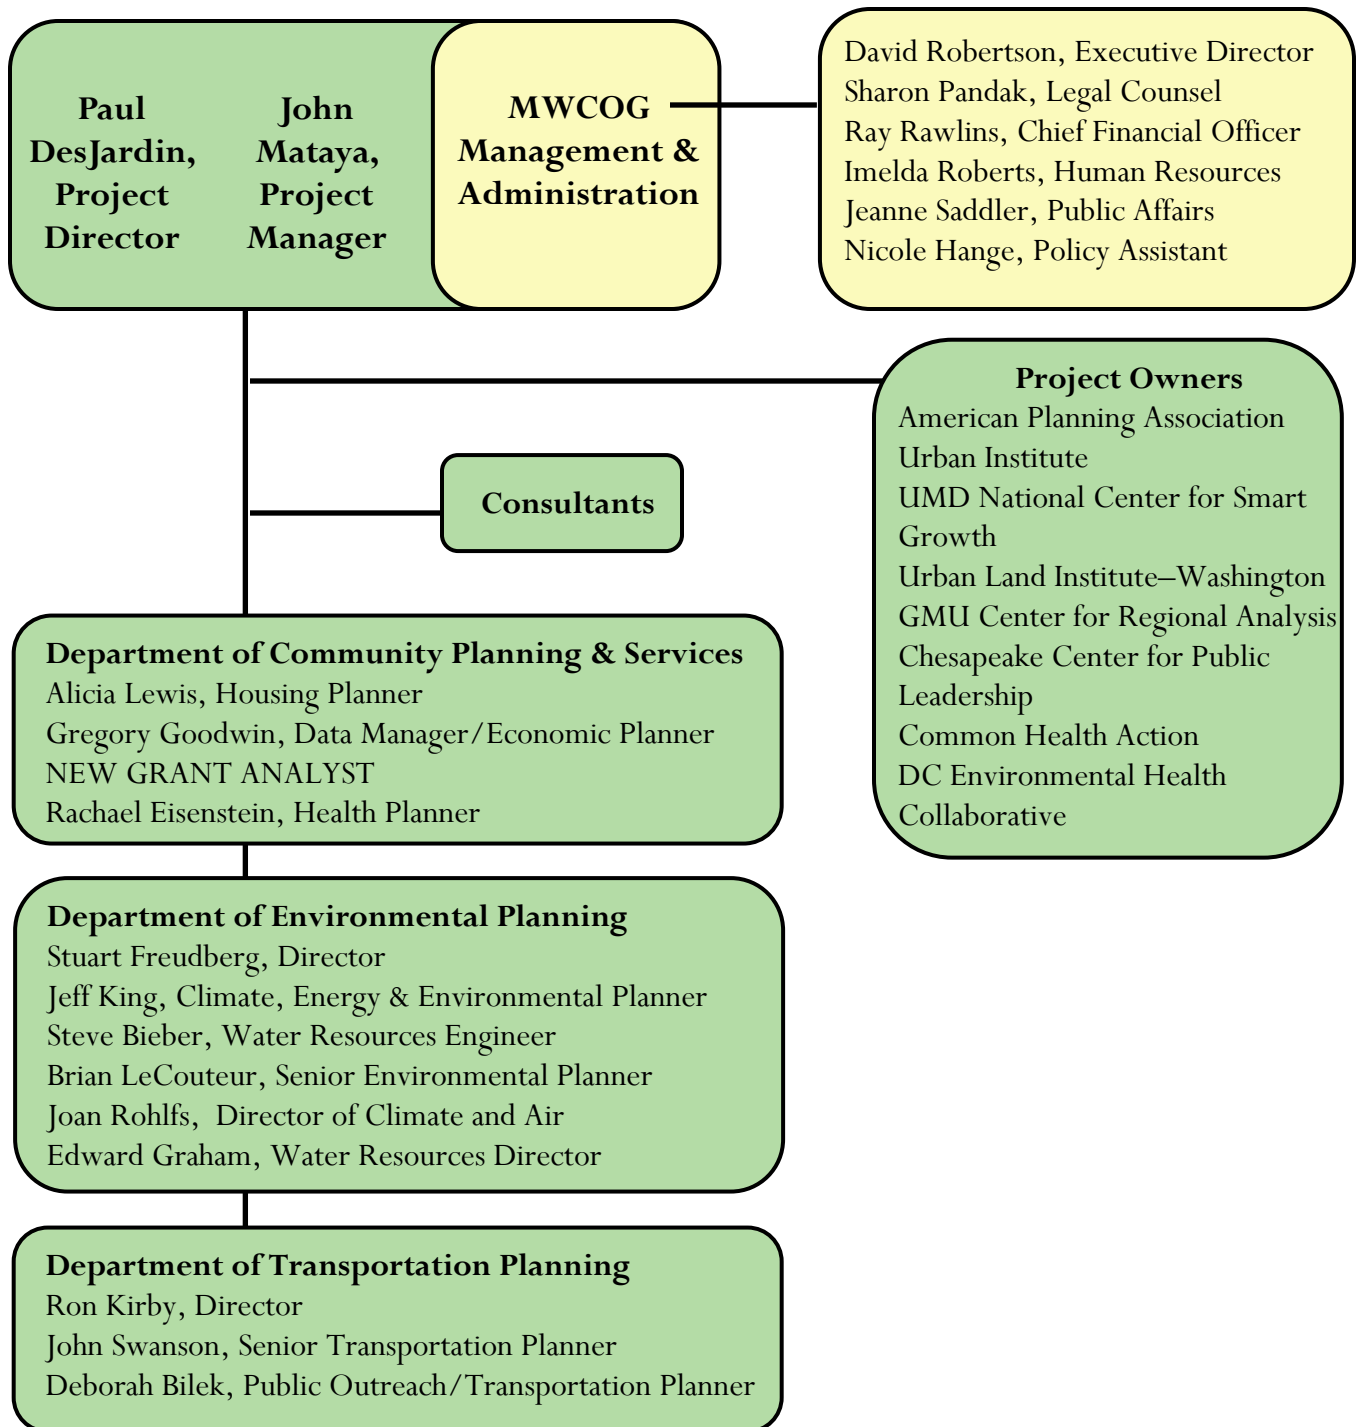 Paul
DesJardin,
Project
Director
John
Mataya,
Project
Manager
MWCOG
Management &
Administration
David Robertson, Executive Director
Sharon Pandak, Legal Counsel
Ray Rawlins, Chief Financial Officer
Imelda Roberts, Human Resources
Jeanne Saddler, Public Affairs
Nicole Hange, Policy Assistant
Project Owners
American Planning Association
Urban Institute
UMD National Center for Smart
Growth
Urban Land Institute–Washington
GMU Center for Regional Analysis
Chesapeake Center for Public
Leadership
Common Health Action
DC Environmental Health
Collaborative
Consultants
Department of Community Planning & Services
Alicia Lewis, Housing Planner
Gregory Goodwin, Data Manager/Economic Planner
NEW GRANT ANALYST
Rachael Eisenstein, Health Planner
Department of Environmental Planning
Stuart Freudberg, Director
Jeff King, Climate, Energy & Environmental Planner
Steve Bieber, Water Resources Engineer
Brian LeCouteur, Senior Environmental Planner
Joan Rohlfs,  Director of Climate and Air
Edward Graham, Water Resources Director
Department of Transportation Planning
Ron Kirby, Director
John Swanson, Senior Transportation Planner
Deborah Bilek, Public Outreach/Transportation Planner